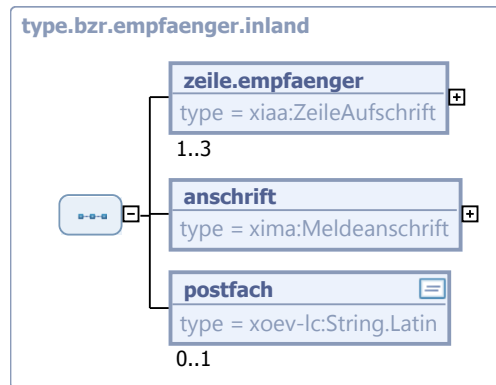 type.bzr.empfaenger.inland
zeile.empfaenger
type = xiaa:ZeileAufschrift
1..3
anschrift
type = xima:Meldeanschrift
postfach
type = xoev-lc:String.Latin
0..1